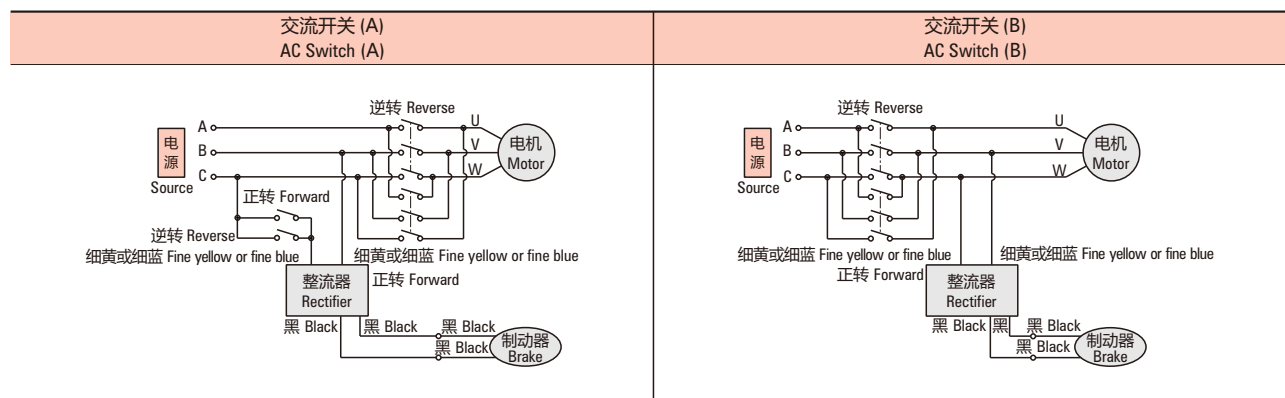 交流开关 (A)
AC Switch (A)
交流开关 (B)
AC Switch (B)
逆转 Reverse
A
B
C
电
源
Source
U
V
W
电机
Motor
正转 Forward
逆转 Reverse
细黄或细蓝 Fine yellow or fine blue
细黄或细蓝 Fine yellow or fine blue
正转 Forward
整流器
Rectifier
黑 Black
黑 Black
黑 Black
黑 Black
制动器
Brake
逆转 Reverse
A
B
C
电
源
Source
U
V
W
电机
Motor
细黄或细蓝 Fine yellow or fine blue
细黄或细蓝 Fine yellow or fine blue
正转 Forward
整流器
Rectifier
黑 Black
黑
黑 Black
黑 Black
制动器
Brake